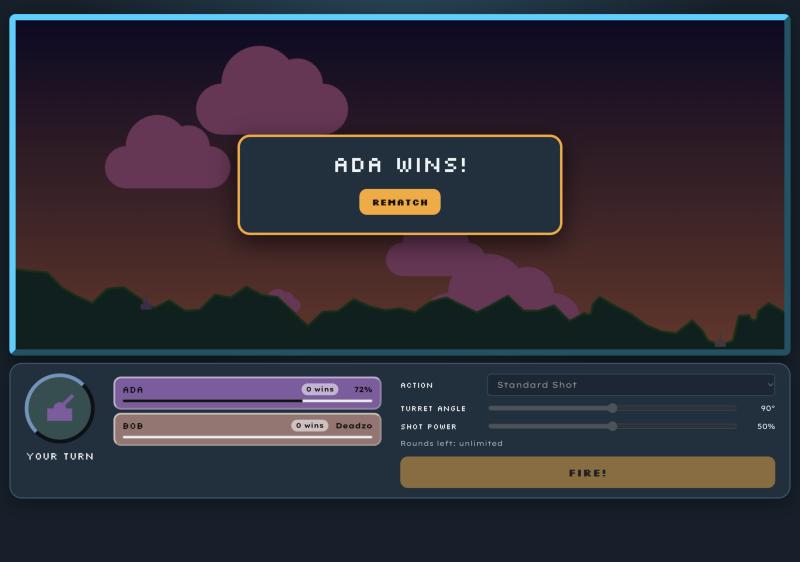 ADA WINS!
REMATCH
YOUR TURN
ADA 0 wins 72%
BOB 0 wins Deadzo
ACTION Standard Shot
TURRET ANGLE 90°
SHOT POWER 50%
Rounds left: unlimited
FIRE!